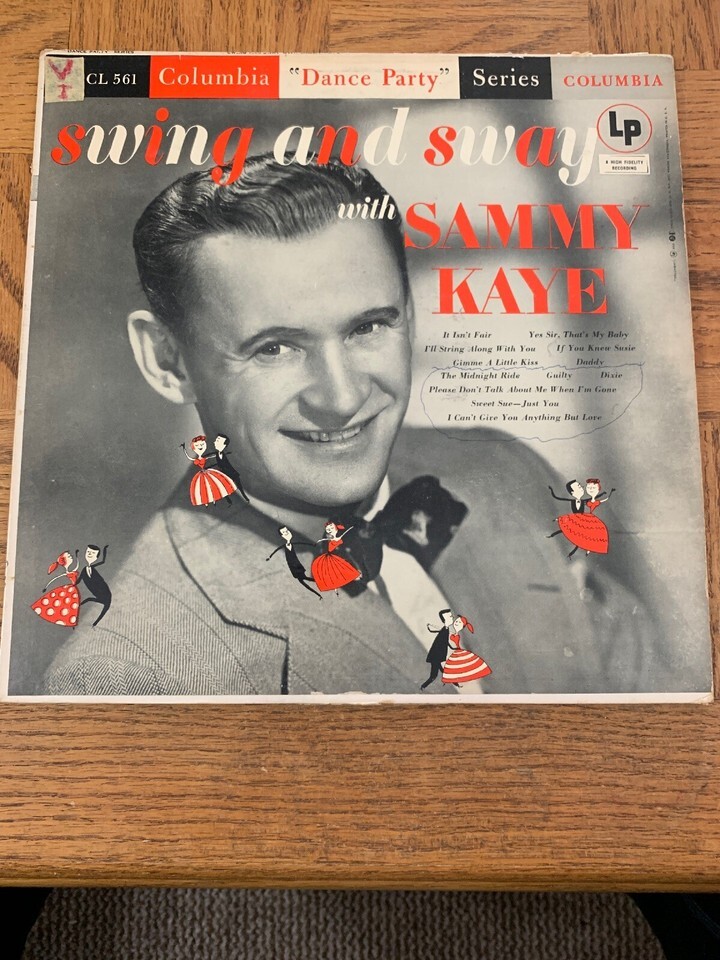 V
I
CL 561 Columbia "Dance Party" Series COLUMBIA
swing and sway
Lp
A HIGH FIDELITY
RECORDING
with SAMMY
KAYE
It Isn't Fair Yes Sir, That's My Baby
I'll String Along With You If You Knew Susie
Gimme A Little Kiss Daddy
The Midnight Ride Guilty Dixie
Please Don't Talk About Me When I'm Gone
Sweet Sue—Just You
I Can't Give You Anything But Love